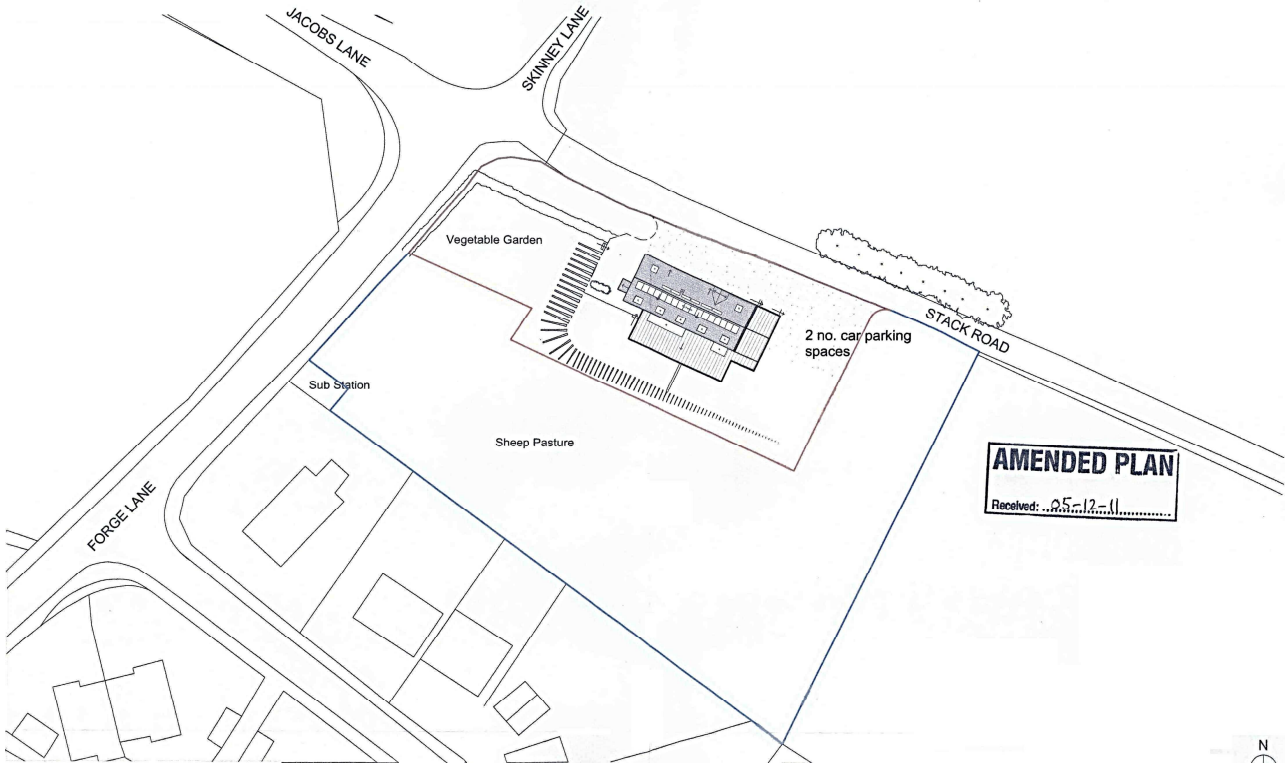 JACOBS LANE
SKINNEY LANE
Vegetable Garden
2 no. car parking
spaces
STACK ROAD
Sub Station
Sheep Pasture
FORGE LANE
AMENDED PLAN
Received: 05-12-11
N